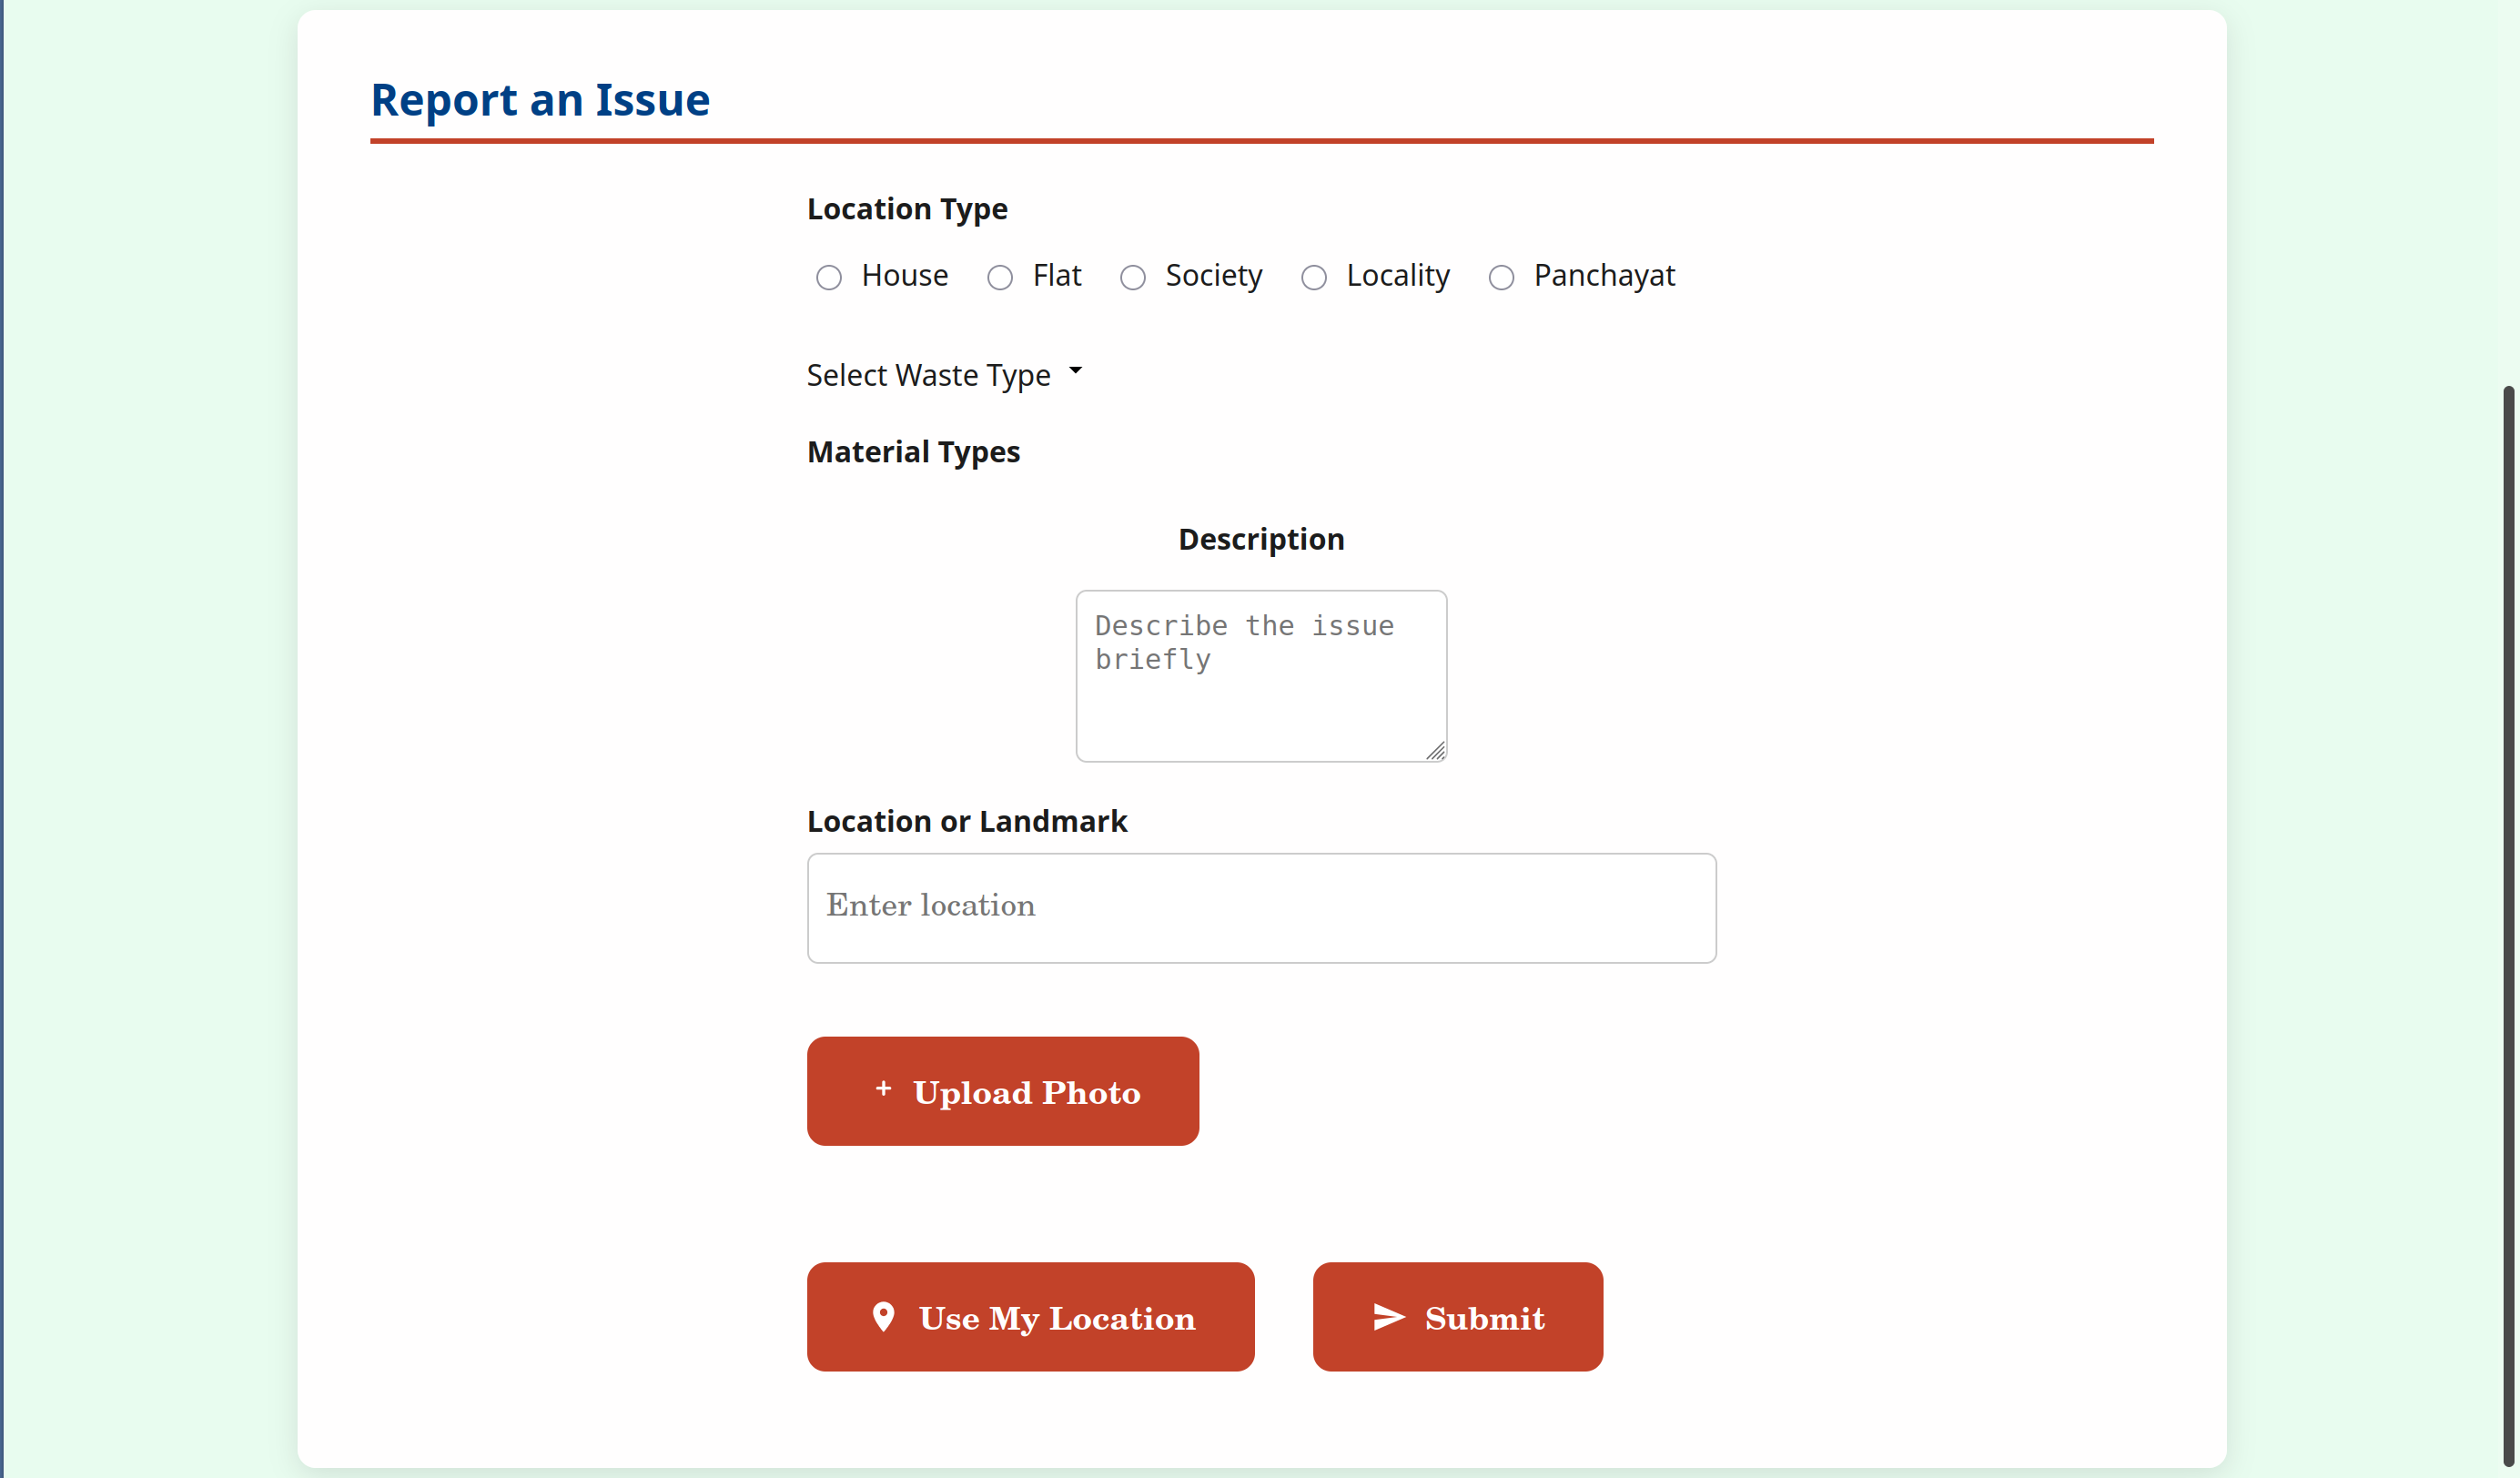 Report an Issue
Location Type
House Flat Society Locality Panchayat
Select Waste Type
Material Types
Description
Describe the issue
briefly
Location or Landmark
Enter location
+ Upload Photo
Use My Location Submit